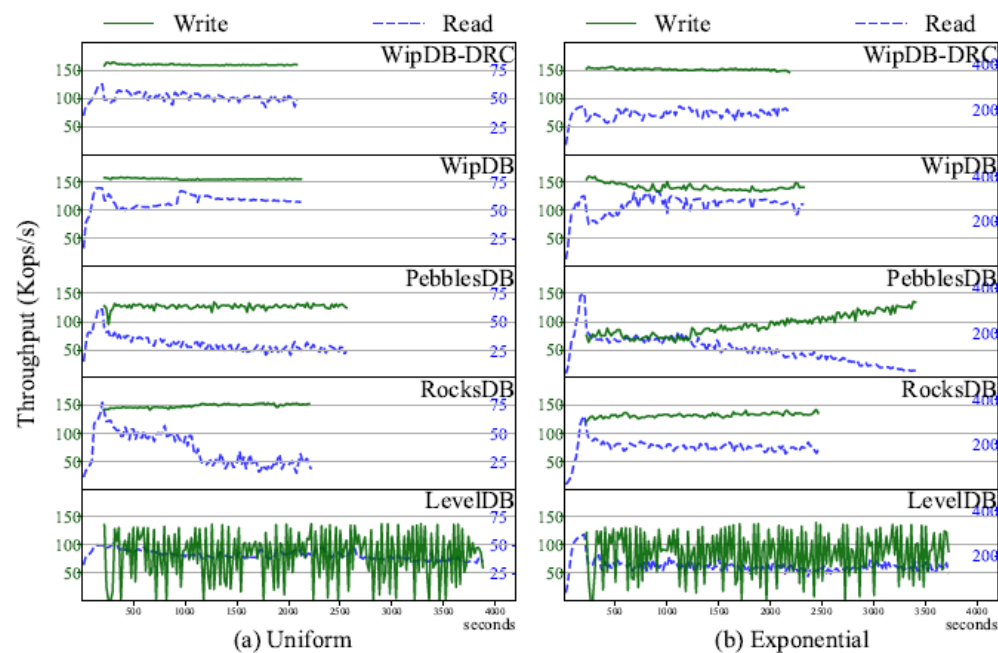 Write Read Write Read
WipDB-DRC
150 75
100 50
50 25
WipDB
150 75
100 50
50 25
PebblesDB
150 75
100 50
50 25
RocksDB
150 75
100 50
50 25
LevelDB
150 75
100 50
50 25
500 1000 1500 2000 2500 3000 3500 4000
seconds
(a) Uniform
WipDB-DRC
150 400
100 200
50
WipDB
150 400
100 200
50
PebblesDB
150 400
100 200
50
RocksDB
150 400
100 200
50
LevelDB
150 400
100 200
50
500 1000 1500 2000 2500 3000 3500 4000
seconds
(b) Exponential
Throughput (Kops/s)